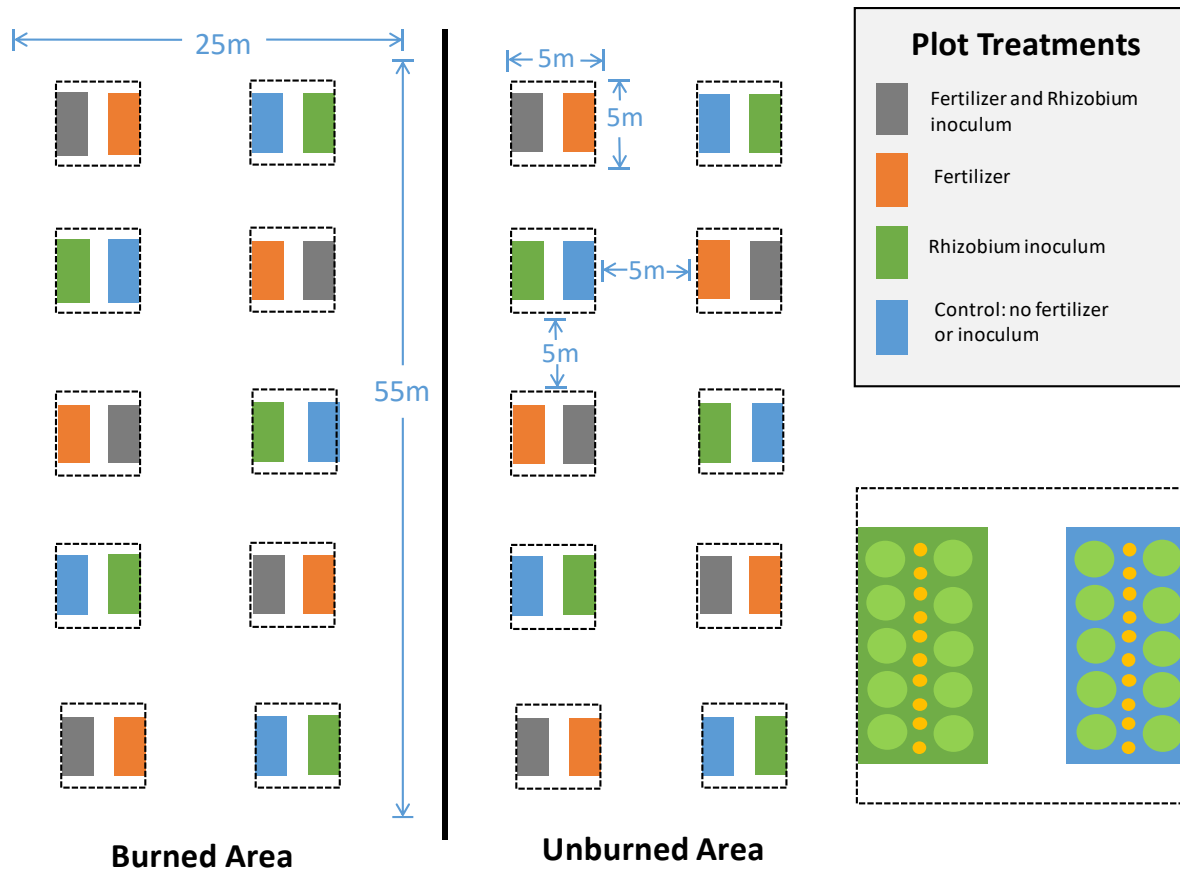 25m
55m
Burned Area
5m
5m
5m
5m
Unburned Area
Plot Treatments
Fertilizer and Rhizobium
inoculum
Fertilizer
Rhizobium inoculum
Control: no fertilizer
or inoculum